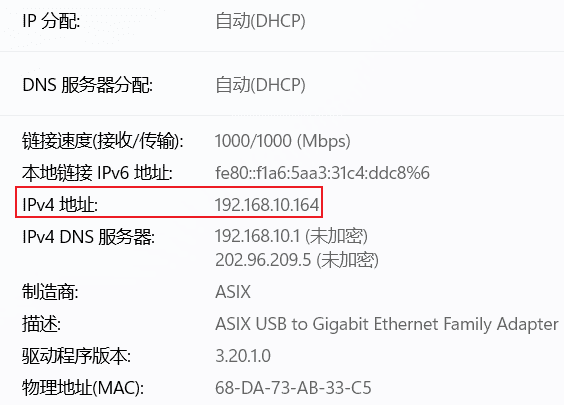 IP 分配: 自动(DHCP)
DNS 服务器分配: 自动(DHCP)
链接速度(接收/传输): 1000/1000 (Mbps)
本地链接 IPv6 地址: fe80::f1a6:5aa3:31c4:ddc8%6
IPv4 地址: 192.168.10.164
IPv4 DNS 服务器: 192.168.10.1 (未加密)
202.96.209.5 (未加密)
制造商: ASIX
描述: ASIX USB to Gigabit Ethernet Family Adapter
驱动程序版本: 3.20.1.0
物理地址(MAC): 68-DA-73-AB-33-C5